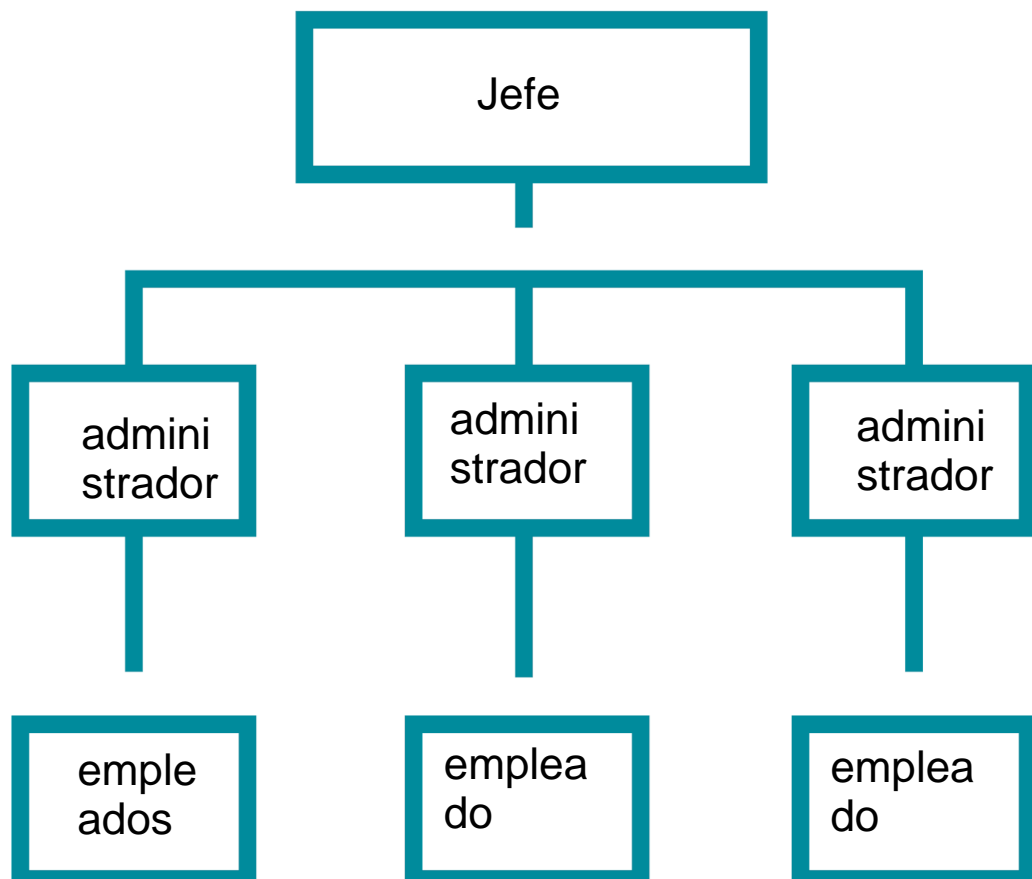 Jefe
admini
strador
admini
strador
admini
strador
emple
ados
emplea
do
emplea
do